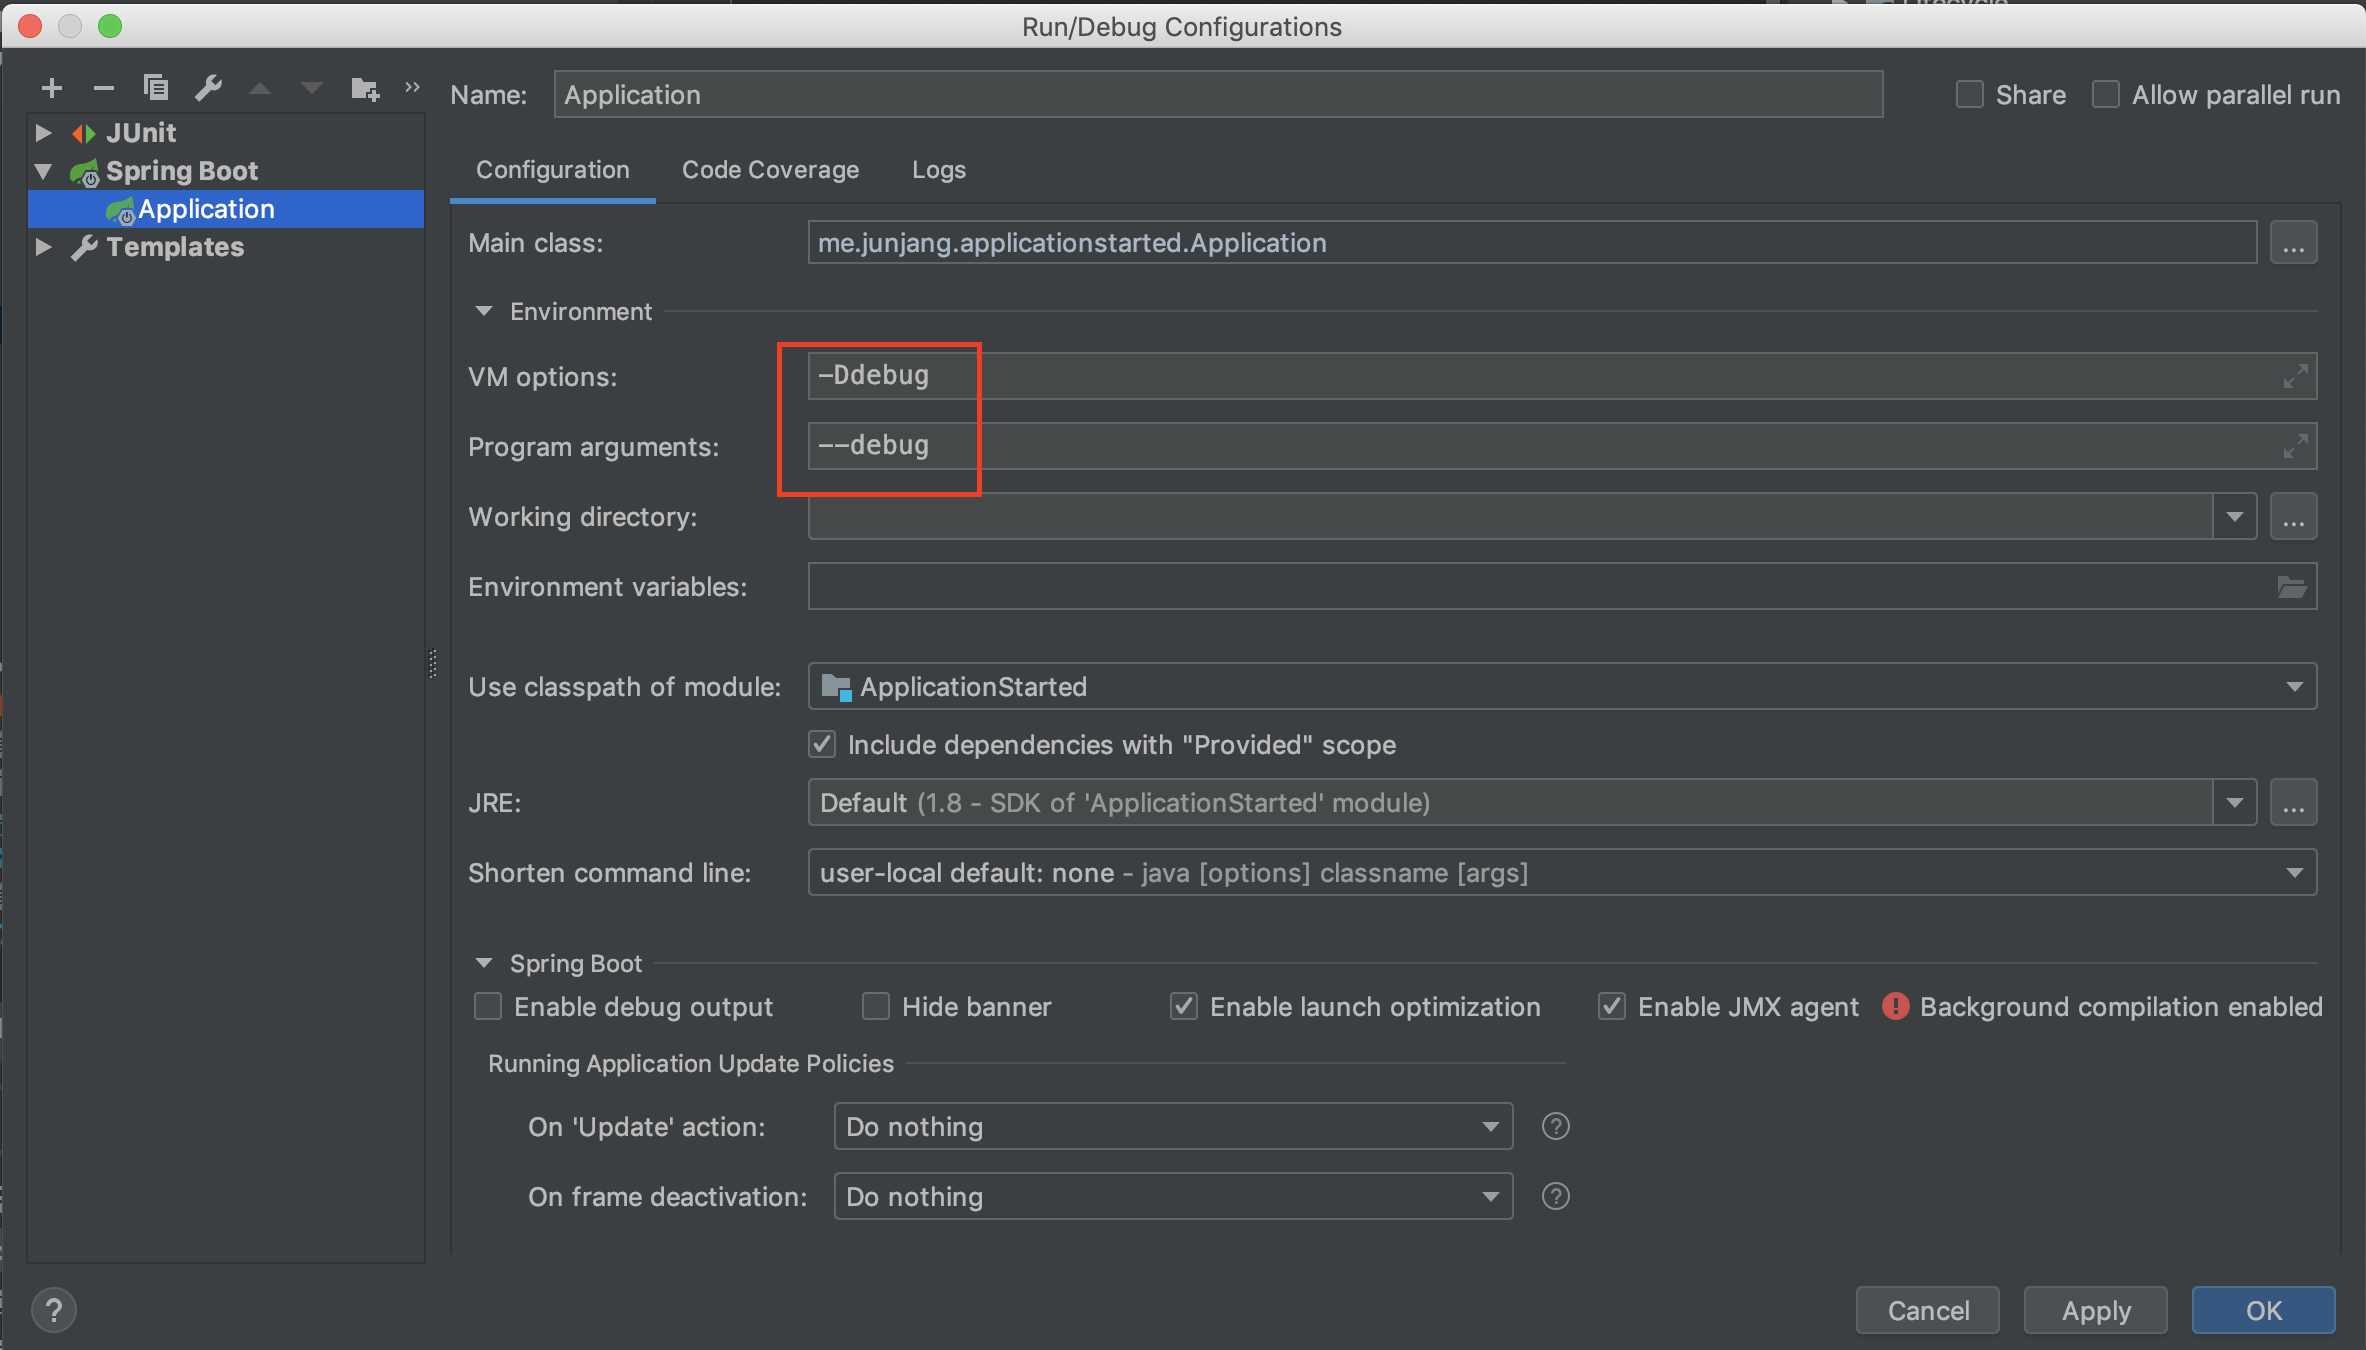 Run/Debug Configurations
Name: Application Share Allow parallel run
JUnit
Spring Boot
Application
Templates
Configuration Code Coverage Logs
Main class: me.junjang.applicationstarted.Application ...
Environment
VM options: -Ddebug
Program arguments: --debug
Working directory: ...
Environment variables:
Use classpath of module: ApplicationStarted
Include dependencies with "Provided" scope
JRE: Default (1.8 - SDK of 'ApplicationStarted' module) ...
Shorten command line: user-local default: none - java [options] classname [args]
Spring Boot
Enable debug output Hide banner Enable launch optimization Enable JMX agent Background compilation enabled
Running Application Update Policies
On 'Update' action: Do nothing ?
On frame deactivation: Do nothing ?
? Cancel Apply OK